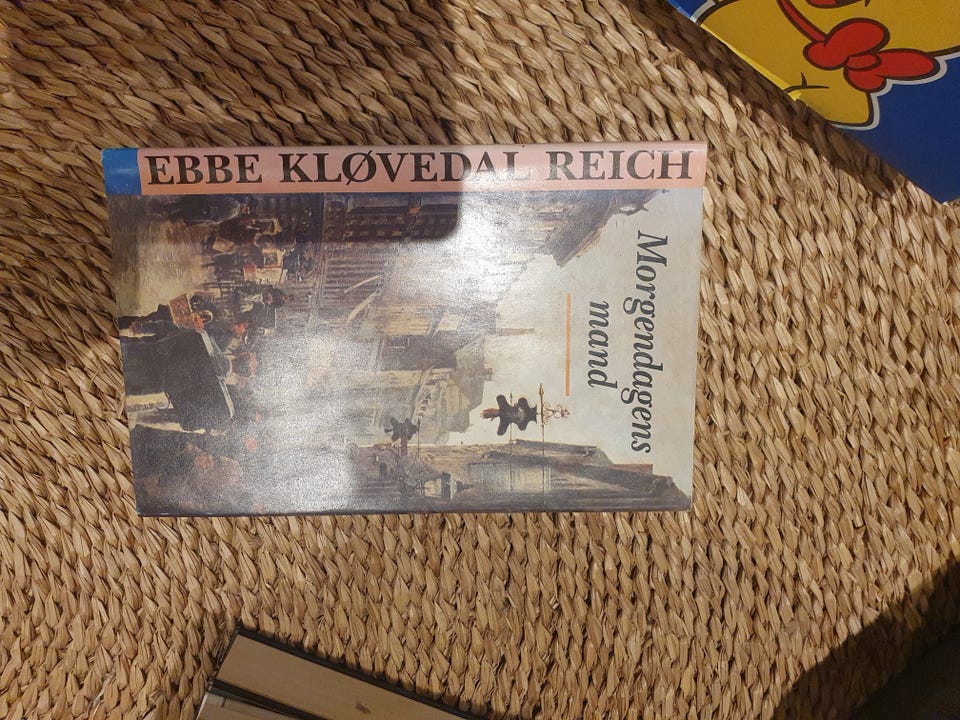 EBBE KLØVEDAL REICH
Morgendagens
mand